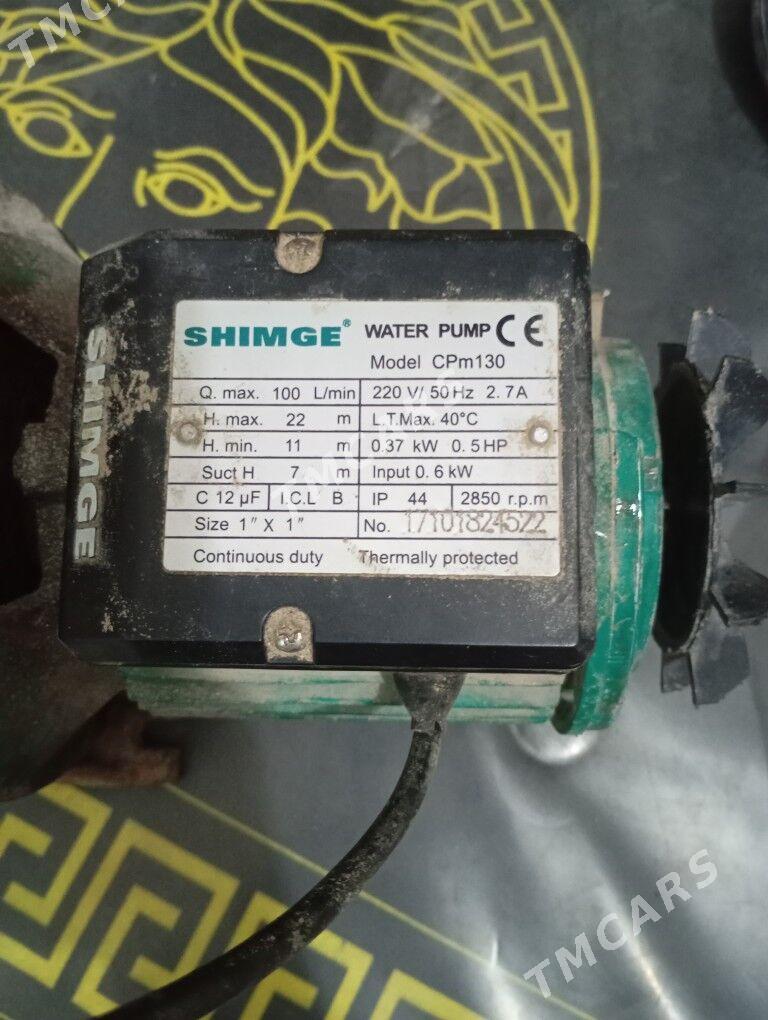 TMCARS
SHIMGE
SHIMGE® WATER PUMP CE
Model CPm130
Q. max. 100 L/min 220 V/ 50Hz 2. 7A
H. max. 22 m L.T.Max. 40°C
H. min. 11 m 0.37 kW 0. 5HP
Suct H 7 m Input 0. 6 kW
C 12 µF I.C.L B IP 44 2850 r.p.m
Size 1″ X 1″ No. 17101824522
Continuous duty Thermally protected
TMCARS
TMCARS